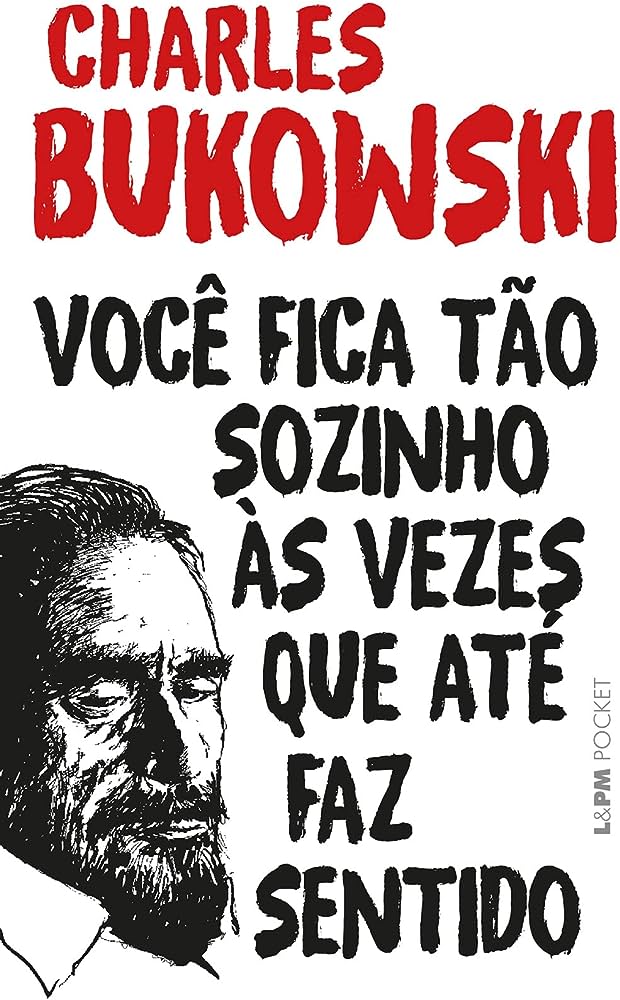 CHARLES
BUKOWSKI
VOCÊ FICA TÃO
SOZINHO
ÀS VEZES
QUE ATÉ
FAZ
SENTIDO
L&PM POCKET